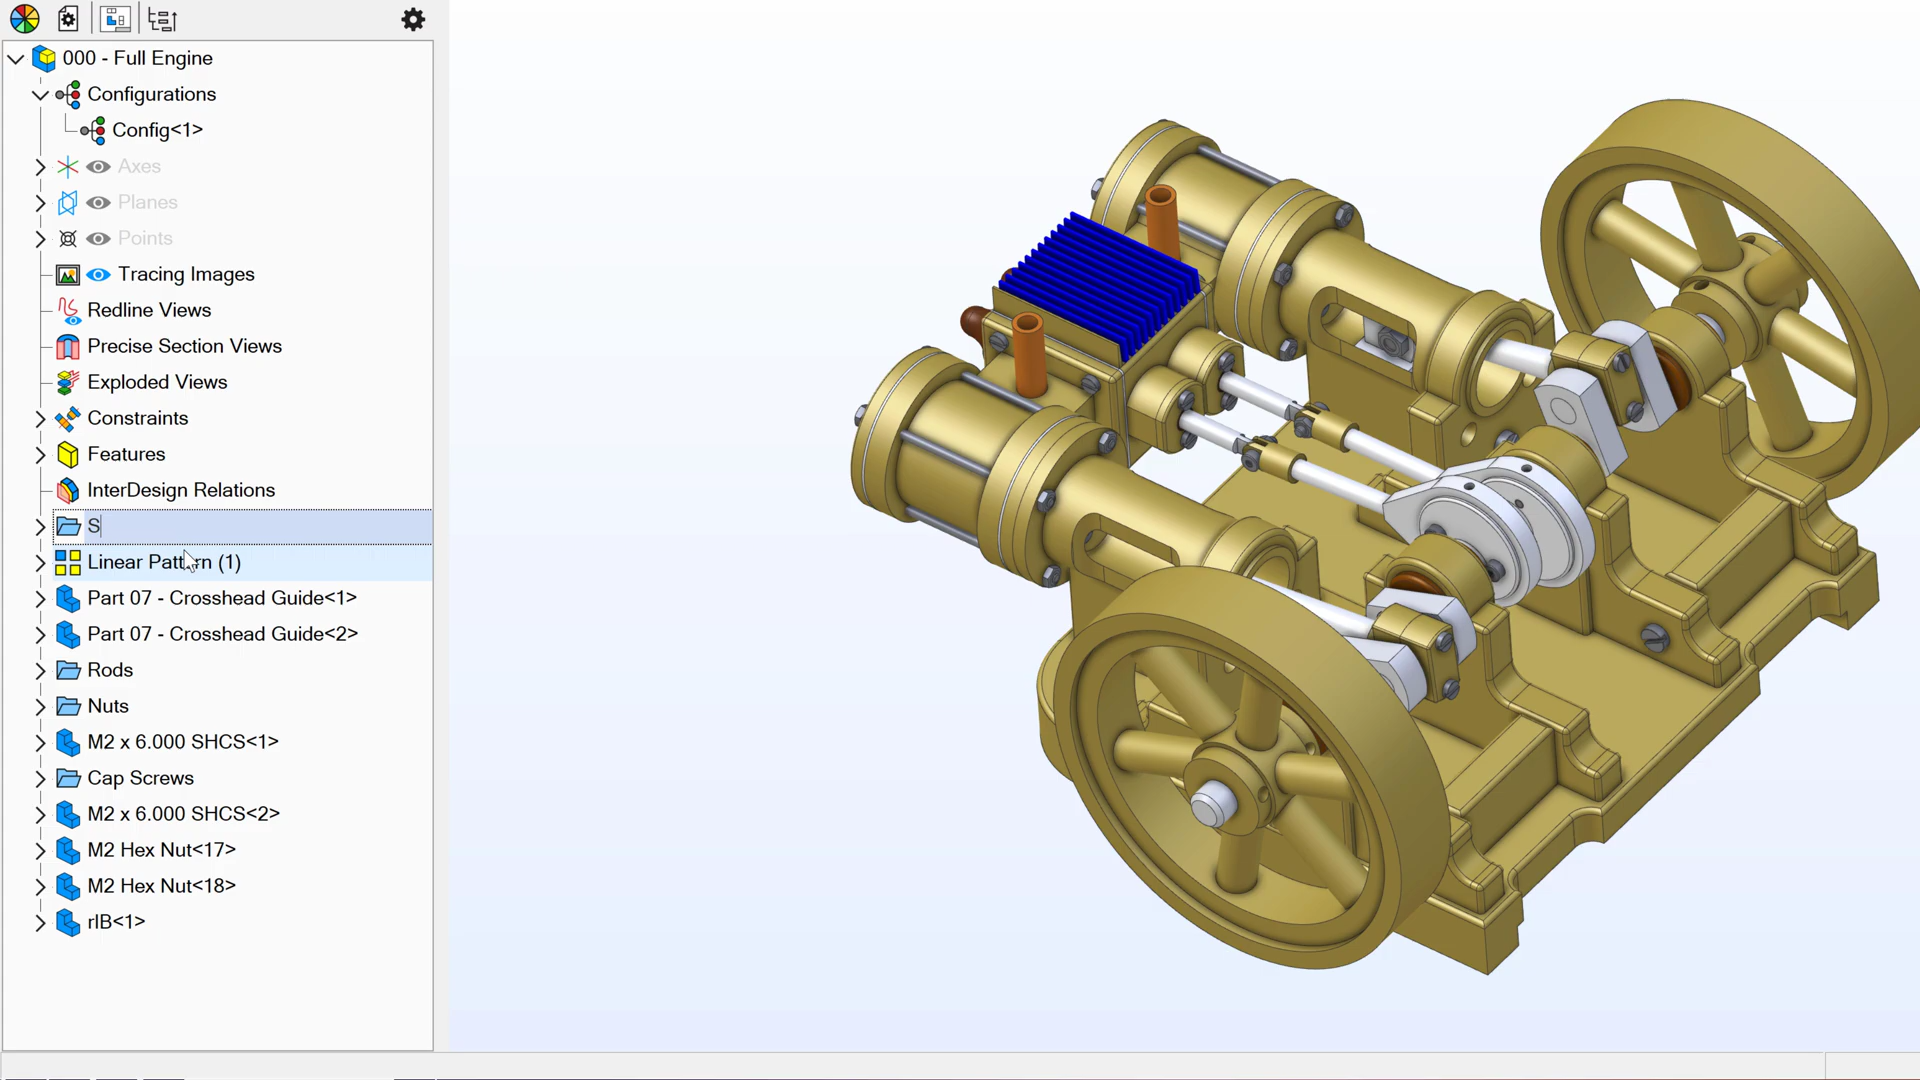 000 - Full Engine
Configurations
Config<1>
Axes
Planes
Points
Tracing Images
Redline Views
Precise Section Views
Exploded Views
Constraints
Features
InterDesign Relations
S
Linear Pattern (1)
Part 07 - Crosshead Guide<1>
Part 07 - Crosshead Guide<2>
Rods
Nuts
M2 x 6.000 SHCS<1>
Cap Screws
M2 x 6.000 SHCS<2>
M2 Hex Nut<17>
M2 Hex Nut<18>
rIB<1>